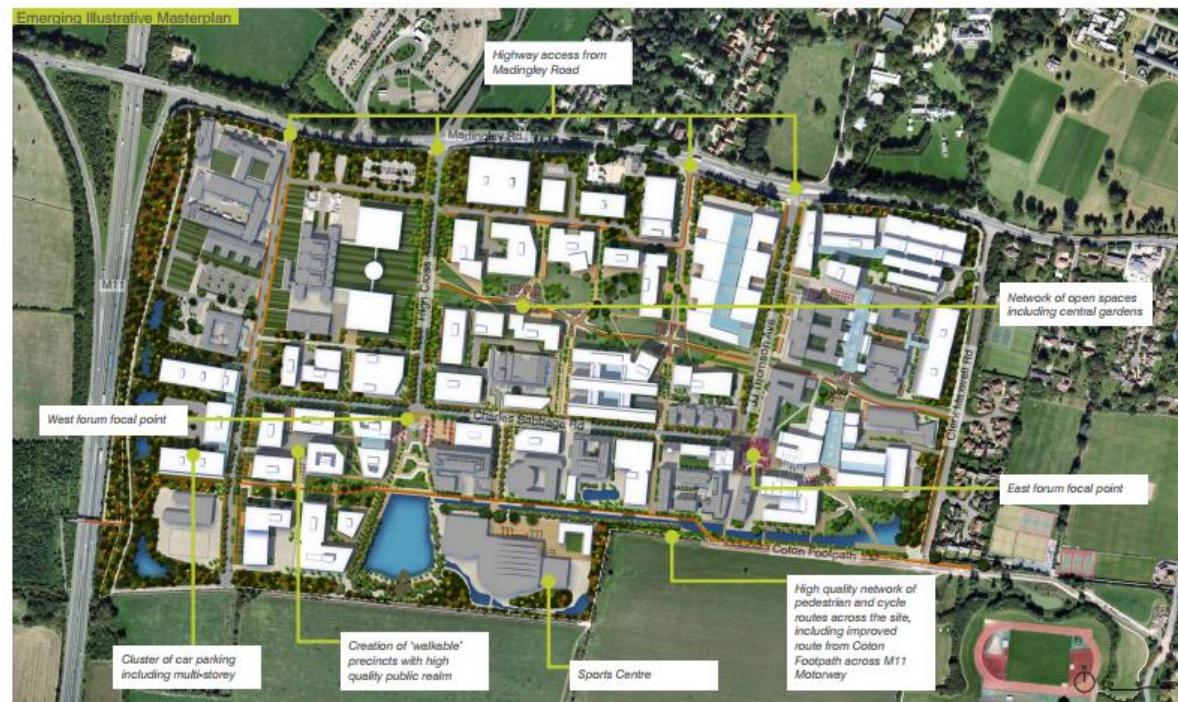 Emerging Illustrative Masterplan
Highway access from
Madingley Road
Madingley Rd
M11
High Cross
JJ Thomson Ave
Network of open spaces
including central gardens
Clerk Maxwell Rd
West forum focal point
Charles Babbage Rd
East forum focal point
Coton Footpath
Cluster of car parking
including multi-storey
Creation of 'walkable'
precincts with high
quality public realm
Sports Centre
High quality network of
pedestrian and cycle
routes across the site,
including improved
route from Coton
Footpath across M11
Motorway